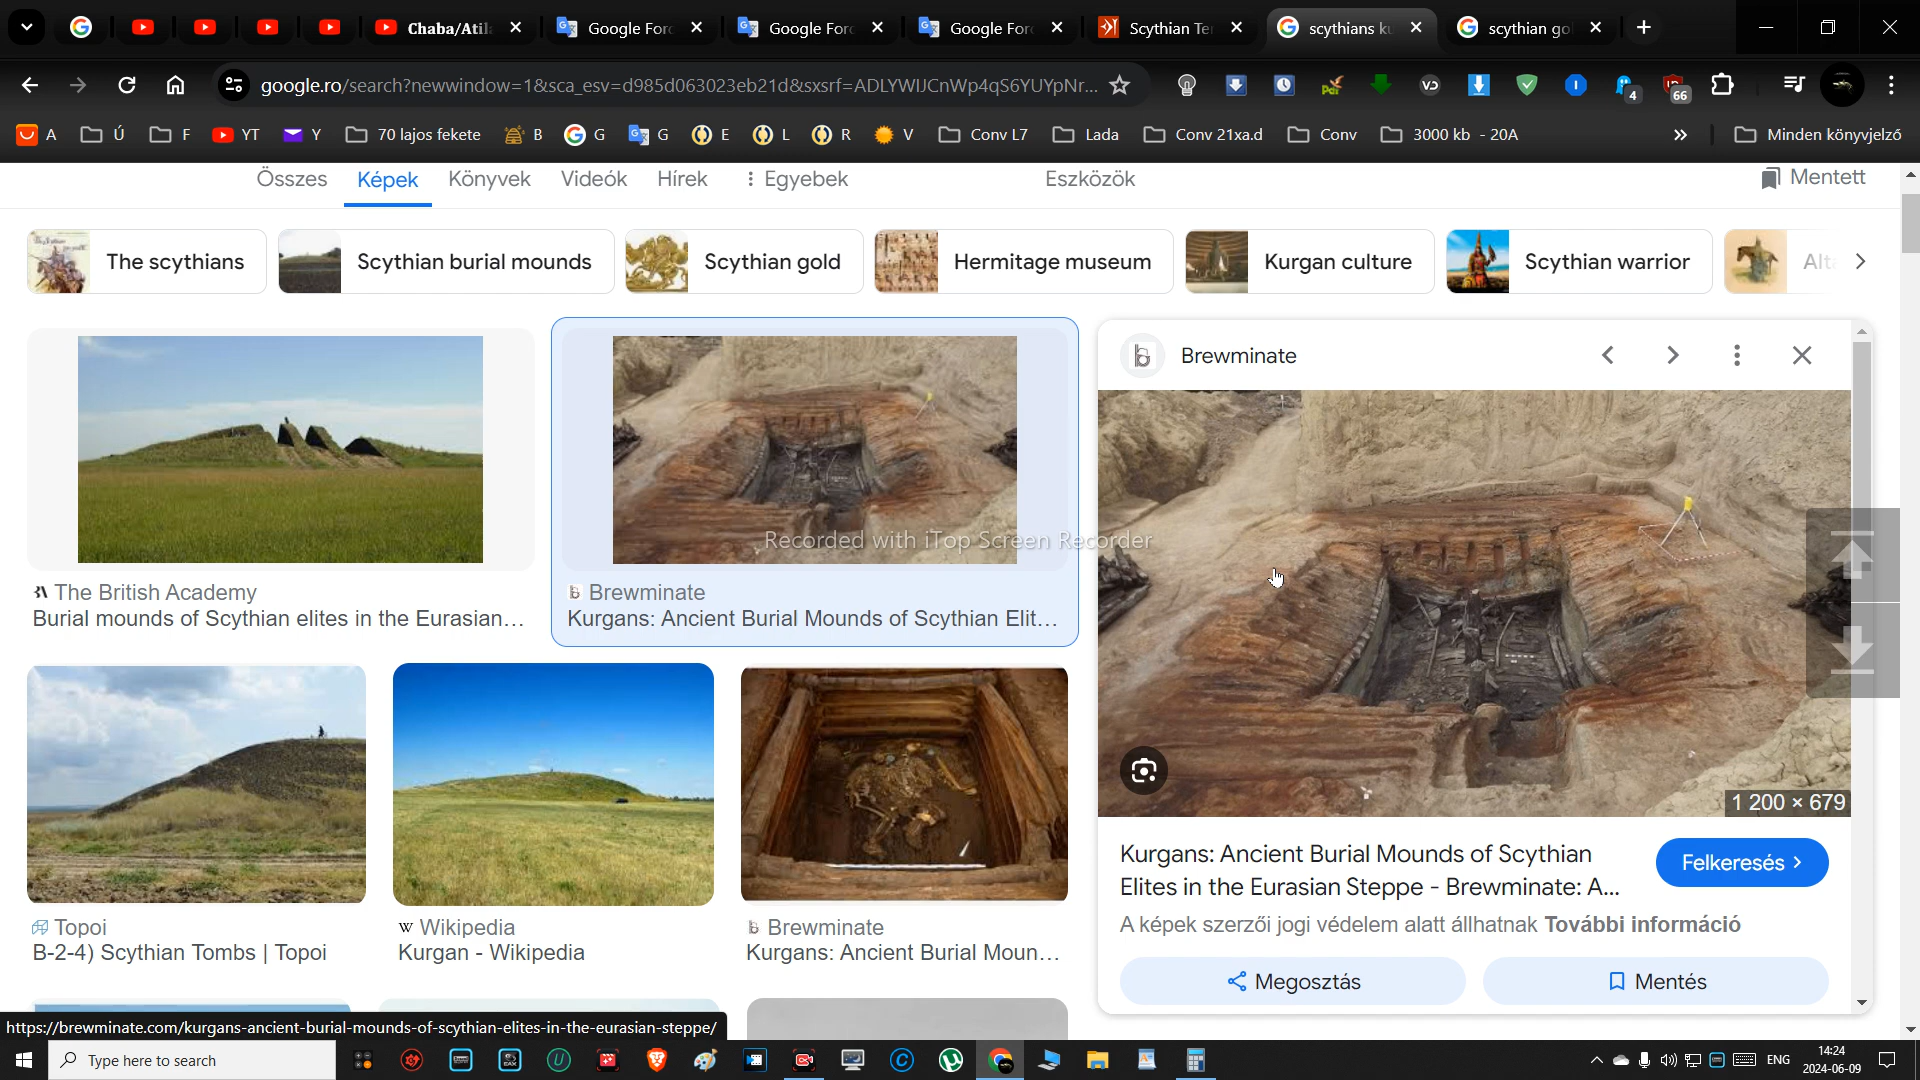 Chaba/Atil
Google For
Google For
Google For
Scythian Te
scythians ku
scythian go
google.ro/search?newwindow=1&sca_esv=d985d063023eb21d&sxsrf=ADLYWIJCnWp4qS6YUYpNr...
4
66
A
Ú
F
YT
Y
70 lajos fekete
B
G
G
E
L
R
V
Conv L7
Lada
Conv 21xa.d
Conv
3000 kb - 20A
»
Minden könyvjelző
Összes
Képek
Könyvek
Videók
Hírek
Egyebek
Eszközök
Mentett
The scythians
Scythian burial mounds
Scythian gold
Hermitage museum
Kurgan culture
Scythian warrior
Alta
Brewminate
Recorded with iTop Screen Recorder
The British Academy
Burial mounds of Scythian elites in the Eurasian...
Brewminate
Kurgans: Ancient Burial Mounds of Scythian Elit...
1 200 × 679
Kurgans: Ancient Burial Mounds of Scythian
Elites in the Eurasian Steppe - Brewminate: A...
Felkeresés
A képek szerzői jogi védelem alatt állhatnak További információ
Megosztás
Mentés
Topoi
B-2-4) Scythian Tombs | Topoi
W Wikipedia
Kurgan - Wikipedia
Brewminate
Kurgans: Ancient Burial Moun...
https://brewminate.com/kurgans-ancient-burial-mounds-of-scythian-elites-in-the-eurasian-steppe/
Type here to search
ENG
14:24
2024-06-09